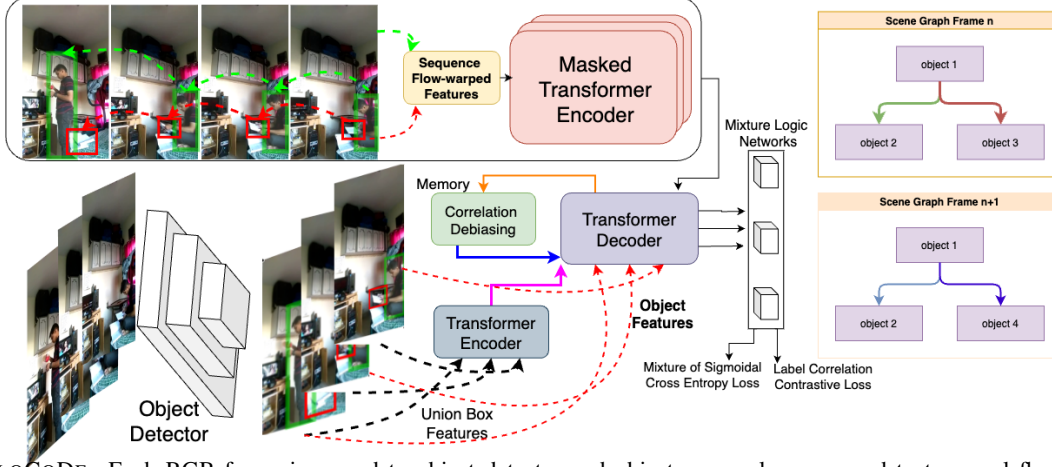 Sequence
Flow-warped
Features
Masked
Transformer
Encoder
Mixture Logic
Networks
Scene Graph Frame n
object 1
object 2
object 3
Memory
Correlation
Debiasing
Transformer
Decoder
Scene Graph Frame n+1
object 1
object 2
object 4
Transformer
Encoder
Object
Features
Mixture of Sigmoidal
Cross Entropy Loss
Label Correlation
Contrastive Loss
Union Box
Features
Object
Detector